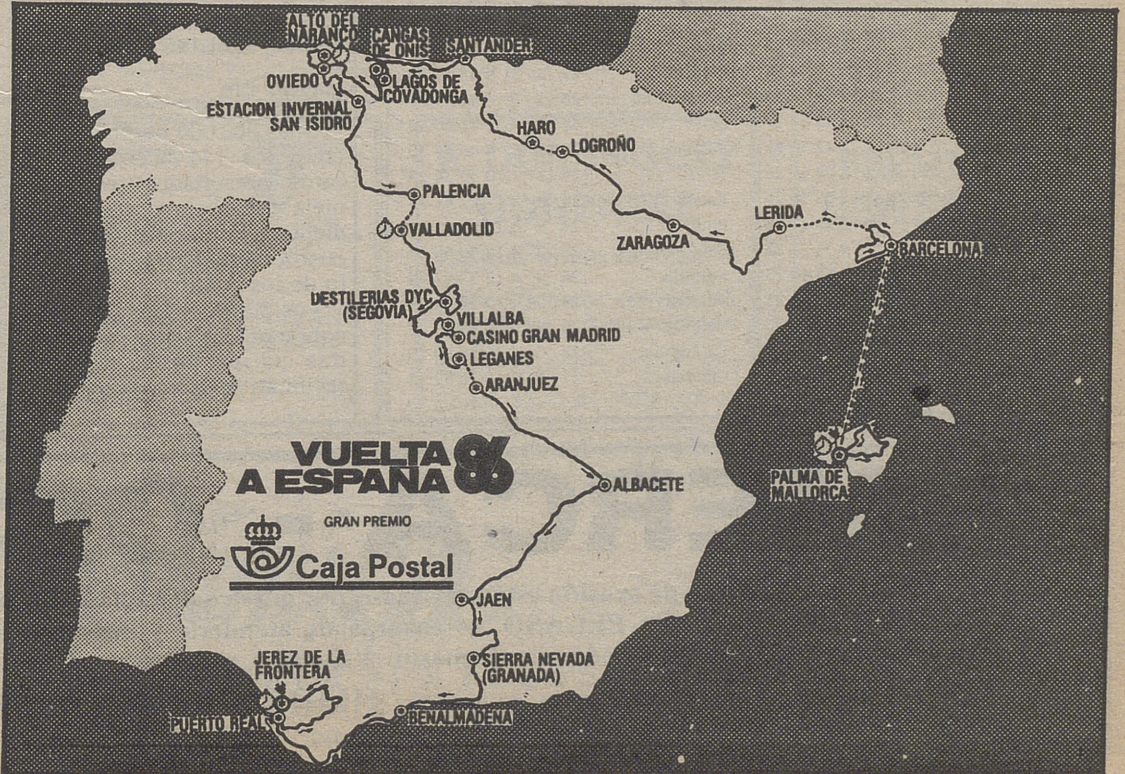 ALTO DEL
NARANCO
CANGAS
DE ONIS
SANTANDER
OVIEDO
LAGOS DE
COVADONGA
ESTACION INVERNAL
SAN ISIDRO
HARO
LOGROÑO
PALENCIA
LERIDA
VALLADOLID
ZARAGOZA
BARCELONA
DESTILERIAS DYC
(SEGOVIA)
VILLALBA
CASINO GRAN MADRID
LEGANES
ARANJUEZ
VUELTA
A ESPAÑA 86
PALMA DE
MALLORCA
ALBACETE
GRAN PREMIO
Caja Postal
JAEN
JEREZ DE LA
FRONTERA
SIERRA NEVADA
(GRANADA)
PUERTO REAL
BENALMADENA